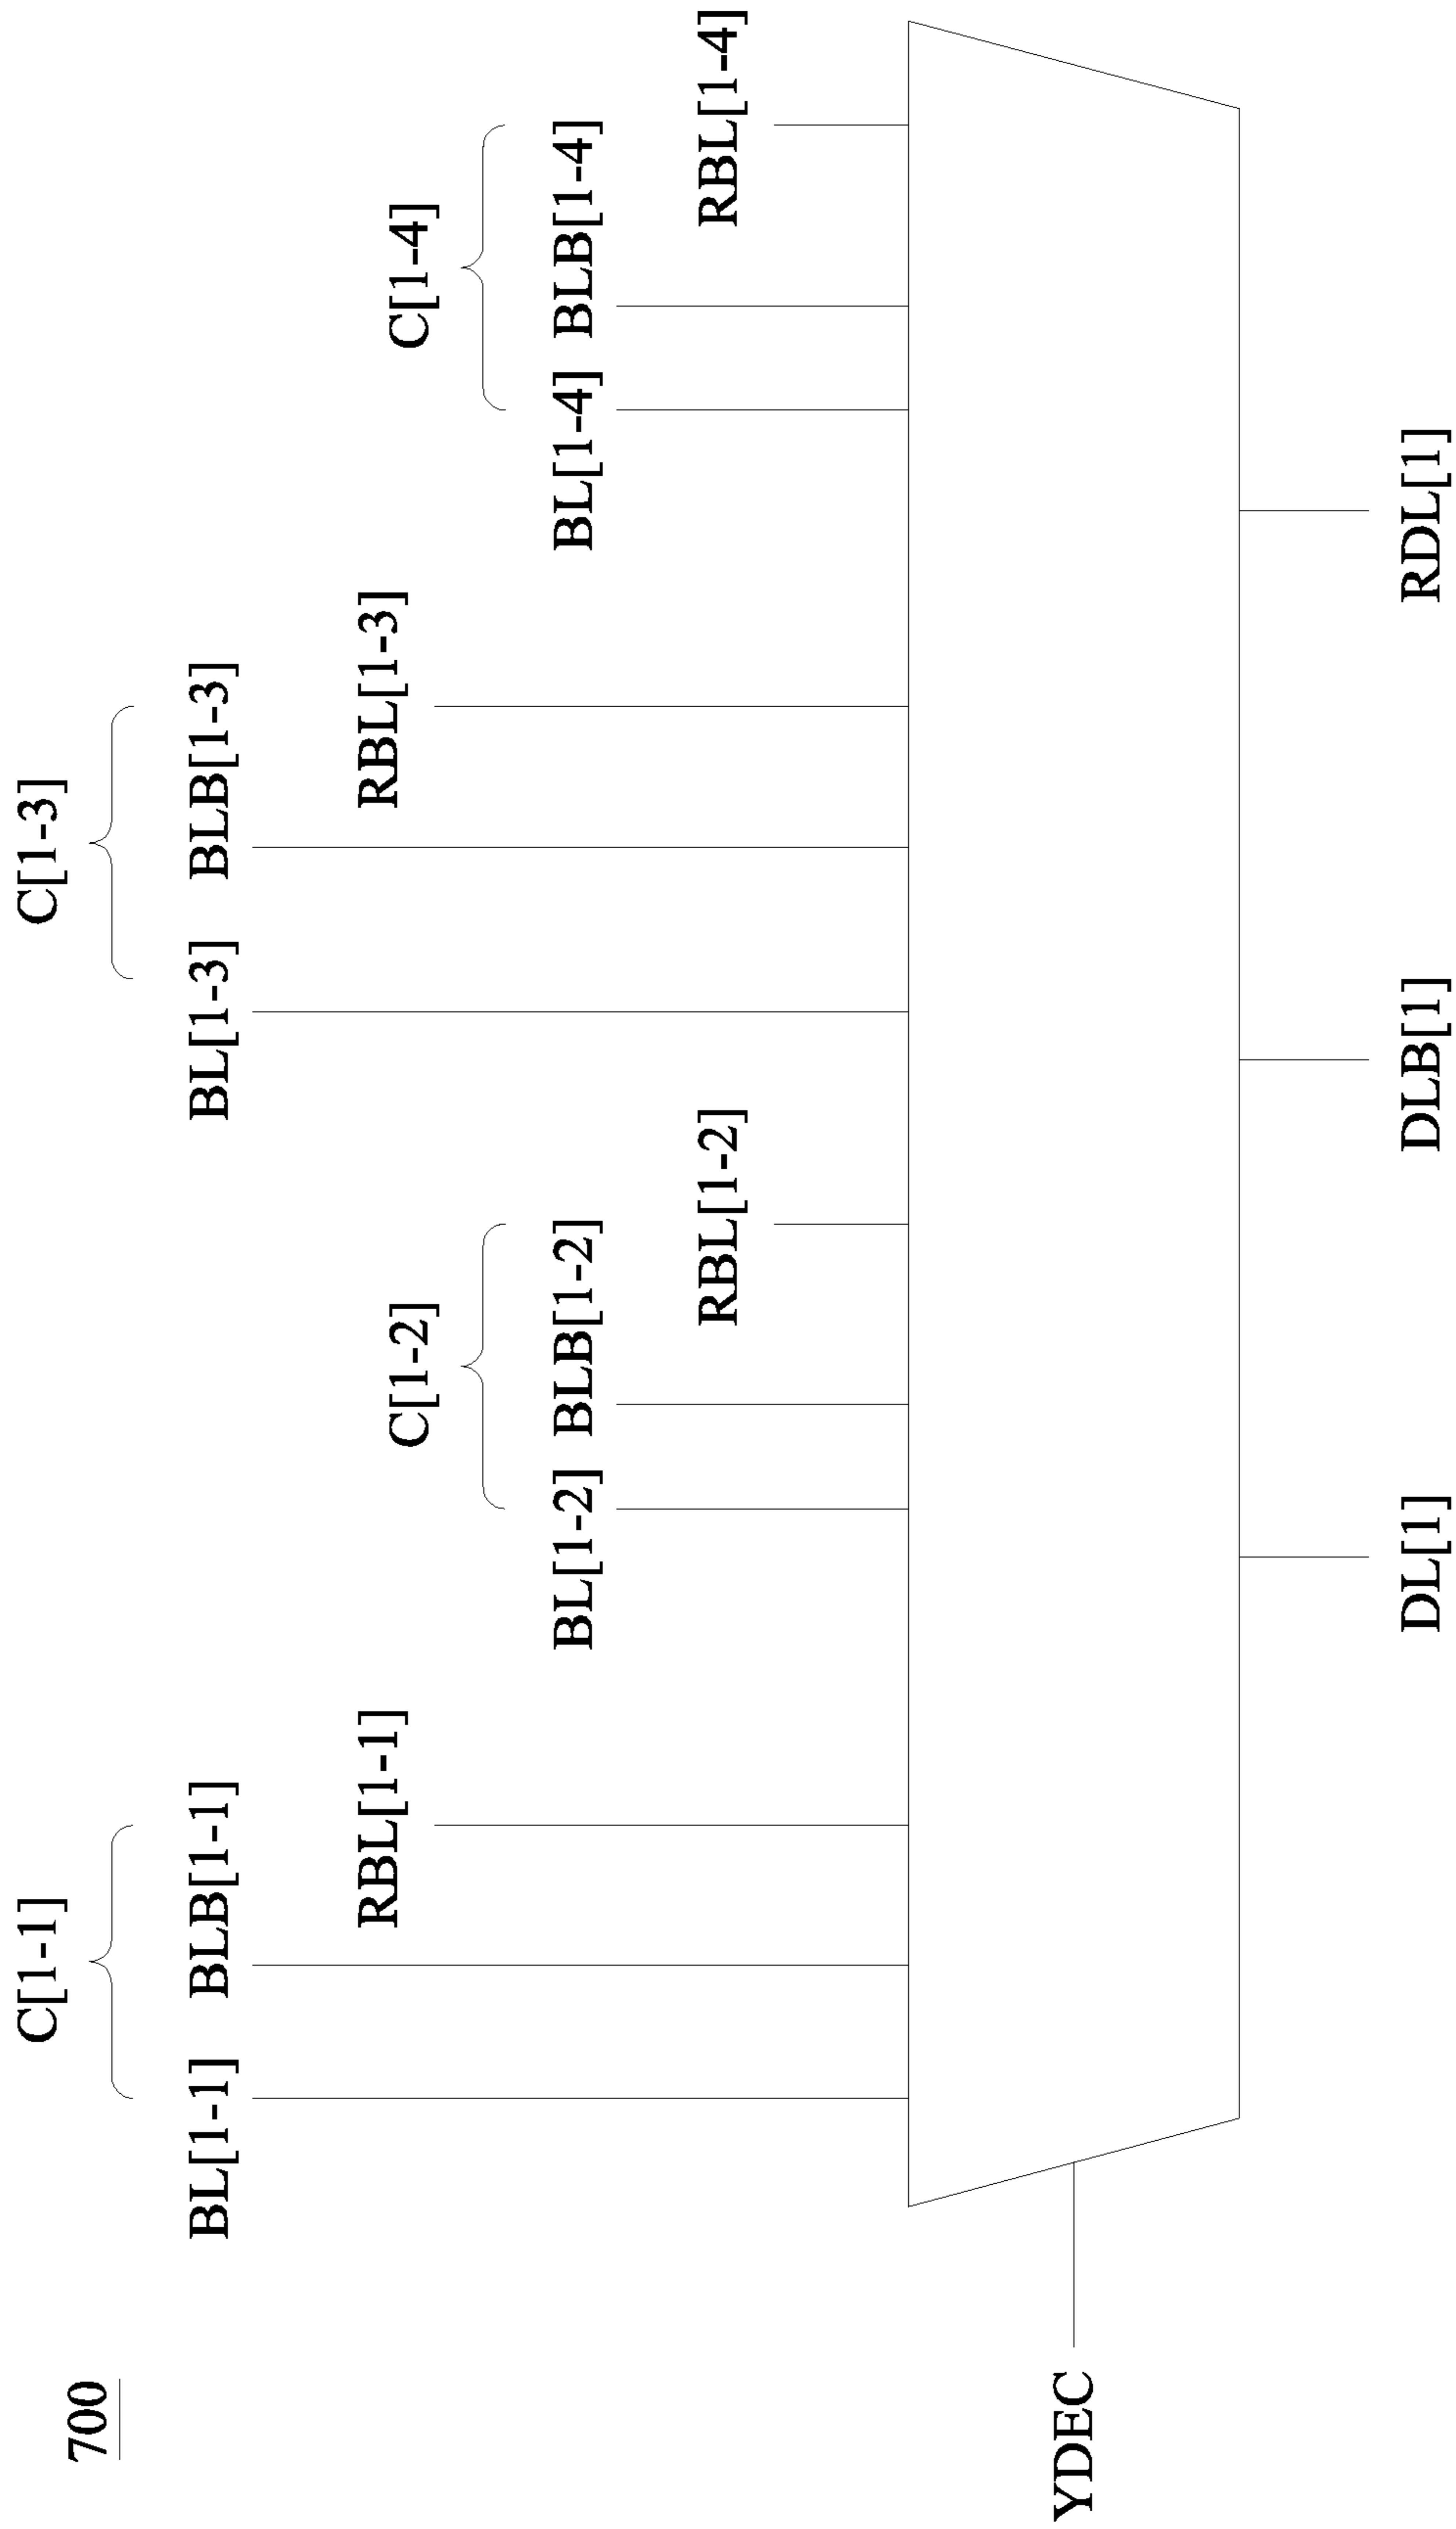 700
C[1-1]
C[1-3]
BL[1-1] BLB[1-1]
BL[1-3] BLB[1-3]
RBL[1-1]
RBL[1-3]
C[1-2]
C[1-4]
BL[1-2] BLB[1-2]
BL[1-4] BLB[1-4]
RBL[1-2]
RBL[1-4]
YDEC
DL[1]
DLB[1]
RDL[1]